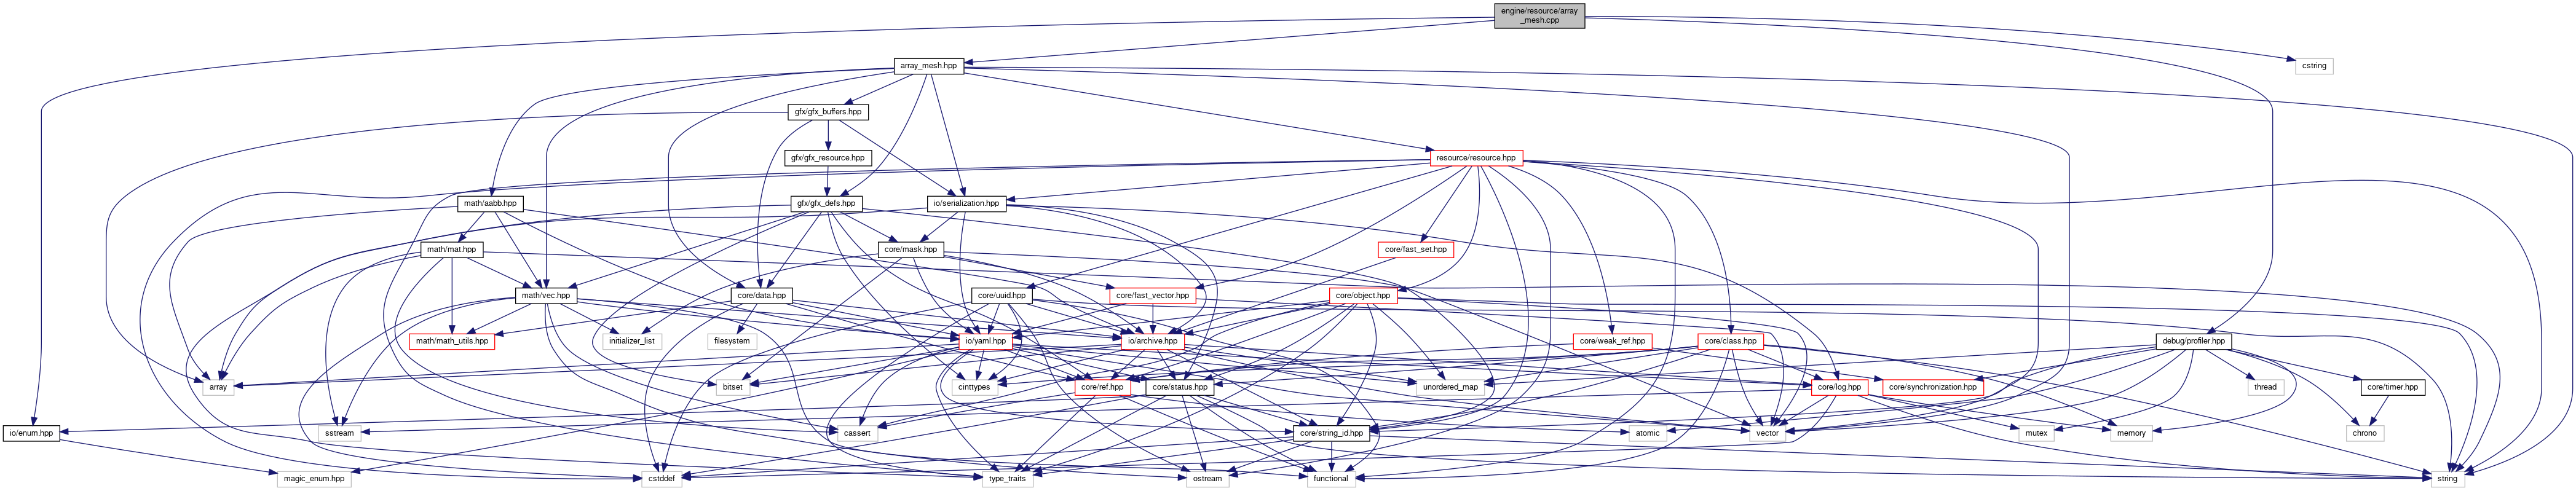 engine/resource/array
_mesh.cpp
array_mesh.hpp
cstring
gfx/gfx_buffers.hpp
gfx/gfx_resource.hpp
resource/resource.hpp
math/aabb.hpp
gfx/gfx_defs.hpp
io/serialization.hpp
math/mat.hpp
core/mask.hpp
core/fast_set.hpp
math/vec.hpp
core/data.hpp
core/uuid.hpp
core/fast_vector.hpp
core/object.hpp
math/math_utils.hpp
initializer_list
filesystem
io/yaml.hpp
io/archive.hpp
core/weak_ref.hpp
core/class.hpp
debug/profiler.hpp
array
bitset
cinttypes
core/ref.hpp
core/status.hpp
unordered_map
core/log.hpp
core/synchronization.hpp
thread
core/timer.hpp
io/enum.hpp
sstream
cassert
core/string_id.hpp
atomic
vector
mutex
memory
chrono
magic_enum.hpp
cstddef
type_traits
ostream
functional
string